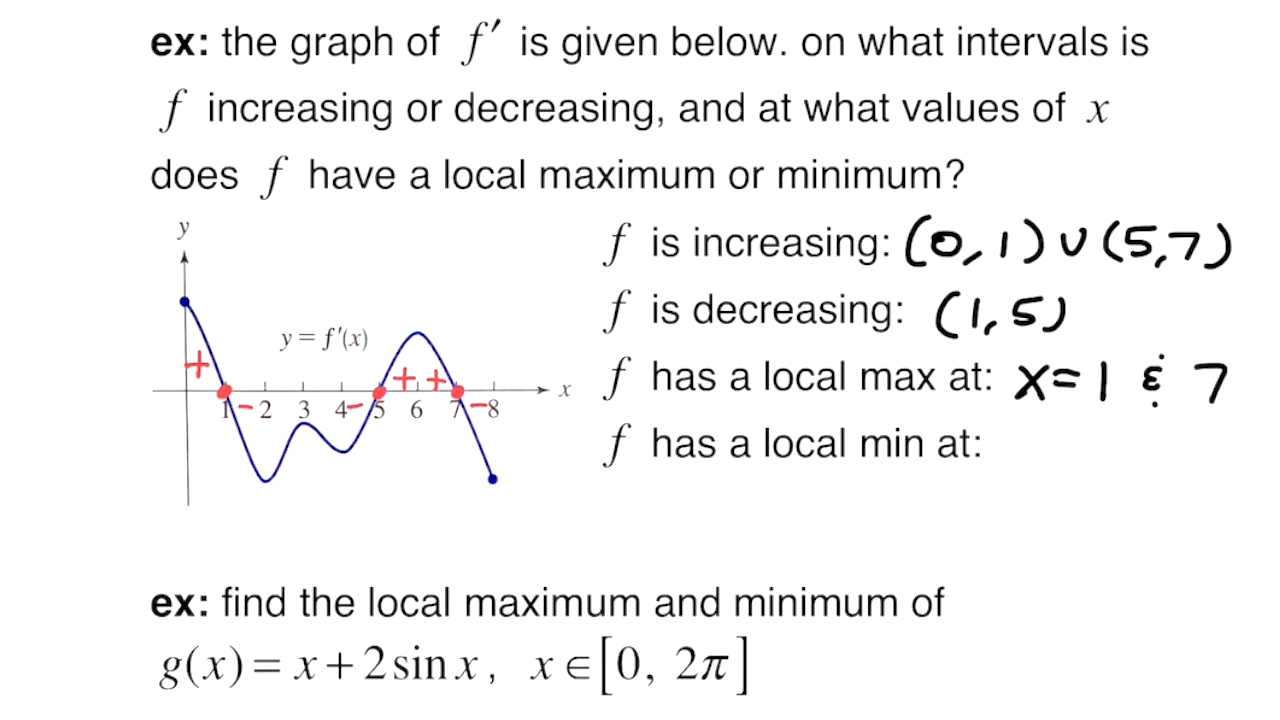 ex: the graph of f′ is given below. on what intervals is
f increasing or decreasing, and at what values of x
does f have a local maximum or minimum?
y
y = f′(x)
+
+ +
x
1 – 2 3 4 – 5 6 7 – 8
f is increasing: (0, 1) ∪ (5, 7)
f is decreasing: (1, 5)
f has a local max at: x = 1 & 7
f has a local min at:
ex: find the local maximum and minimum of
g(x) = x + 2 sin x, x ∈ [0, 2π]